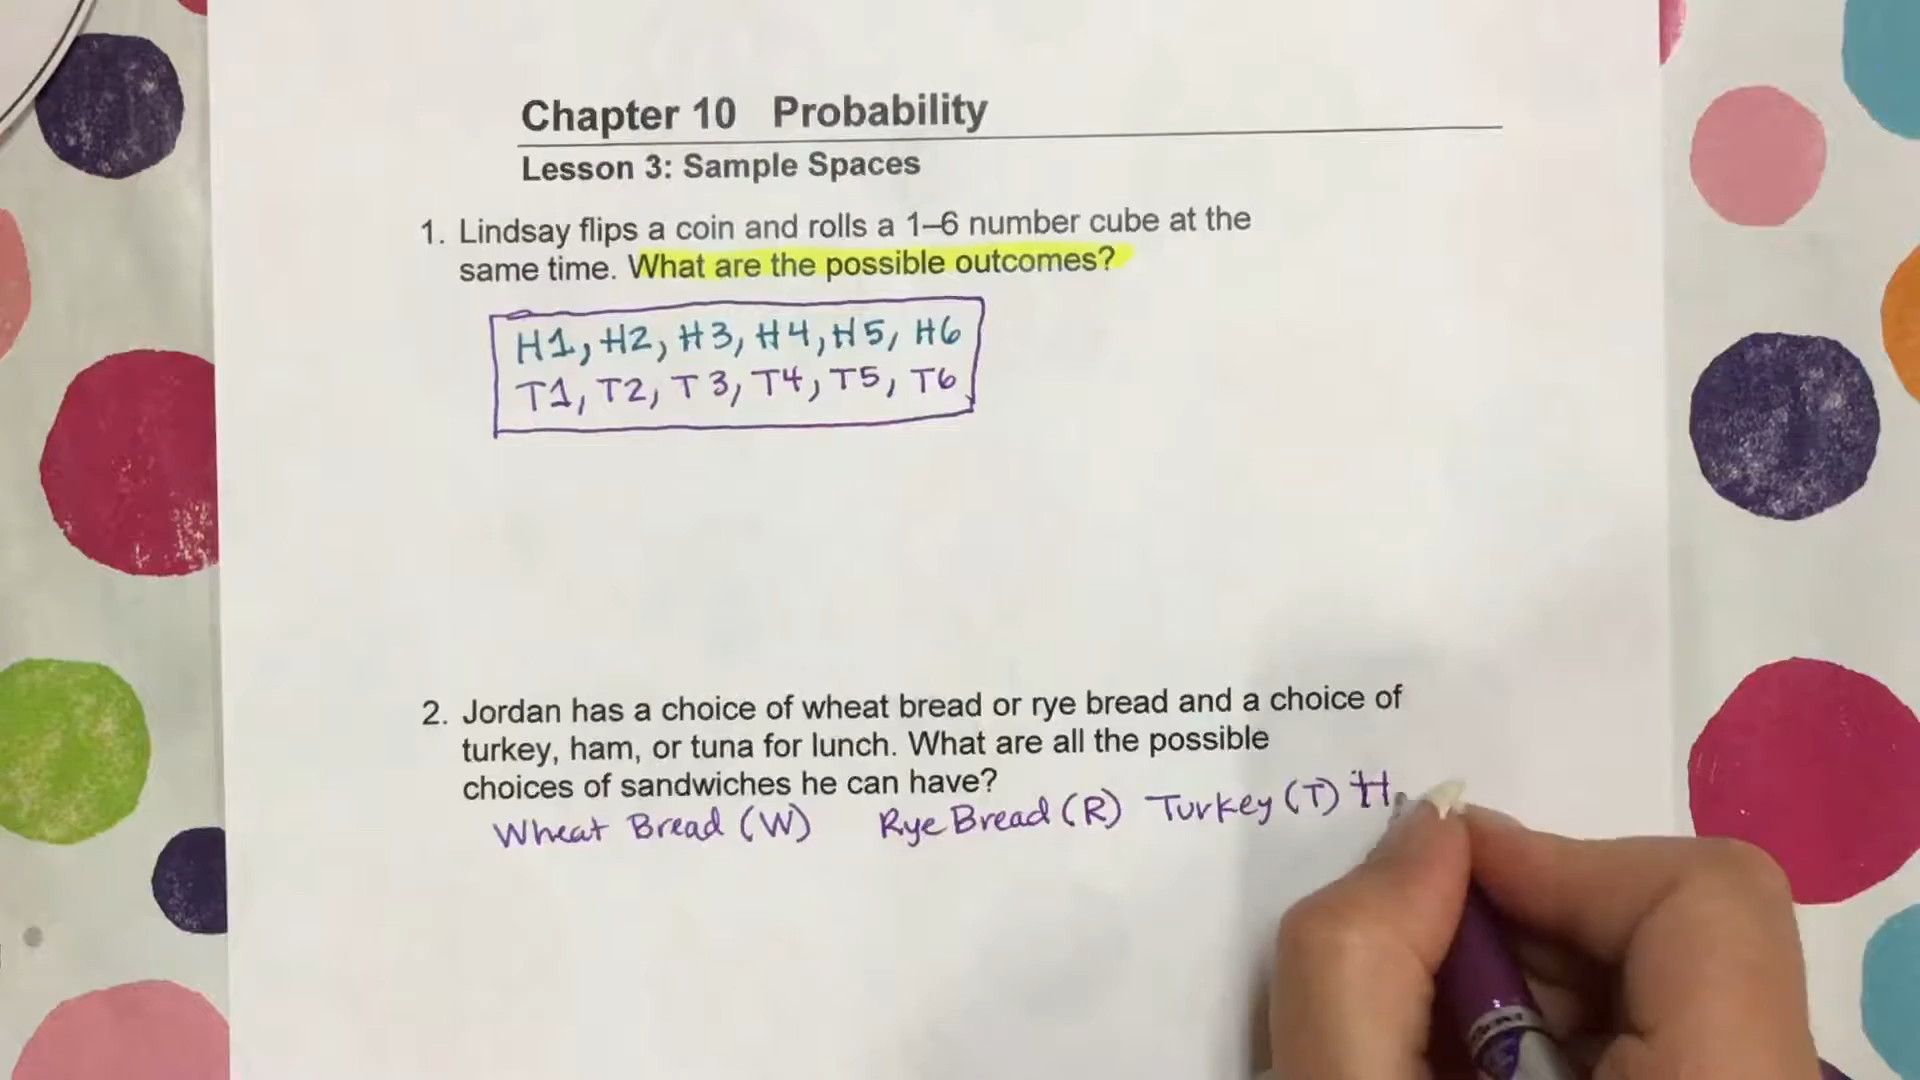 Chapter 10 Probability
Lesson 3: Sample Spaces
1. Lindsay flips a coin and rolls a 1–6 number cube at the
same time. What are the possible outcomes?
H1, H2, H3, H4, H5, H6
T1, T2, T3, T4, T5, T6
2. Jordan has a choice of wheat bread or rye bread and a choice of
turkey, ham, or tuna for lunch. What are all the possible
choices of sandwiches he can have?
Wheat Bread (W) Rye Bread (R) Turkey (T) H